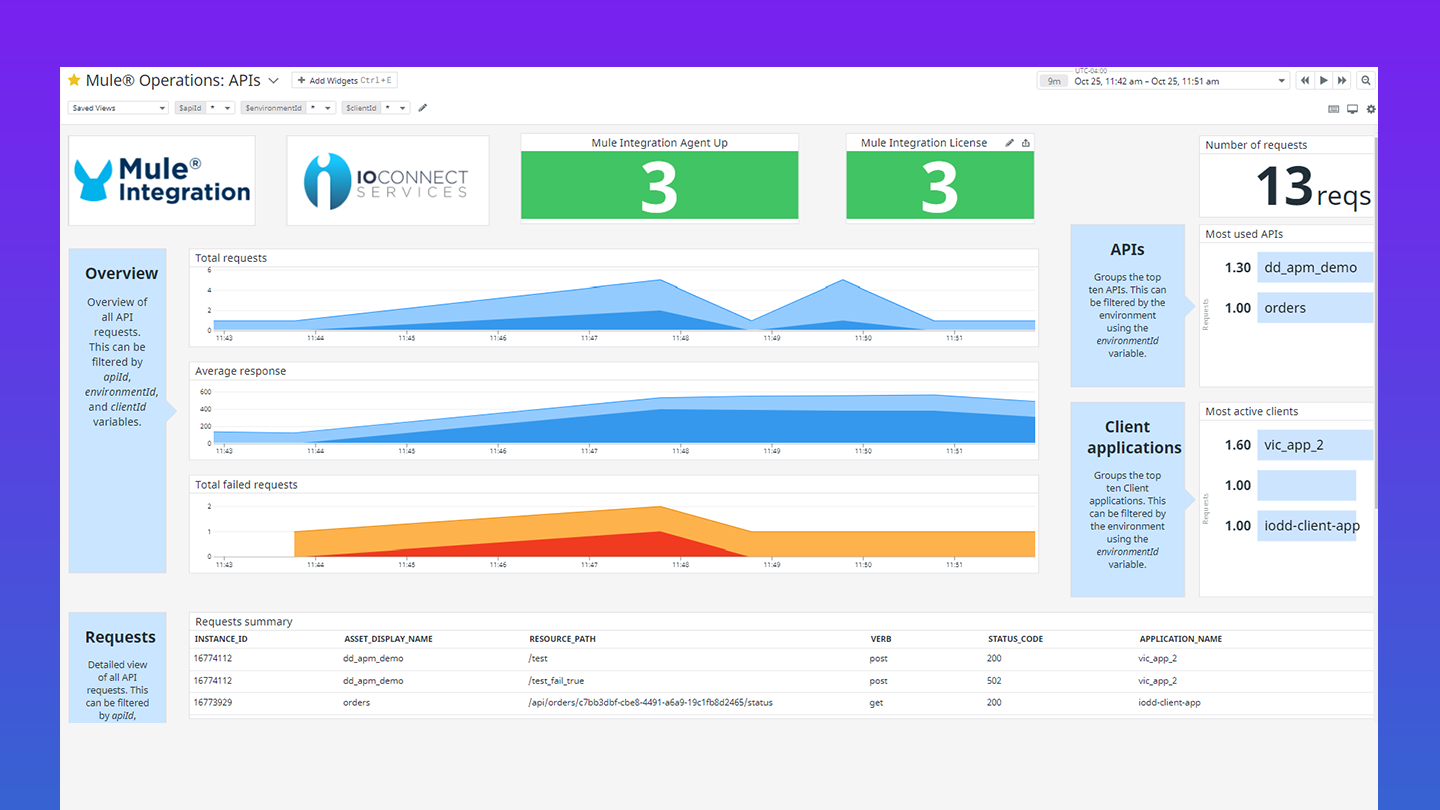 Mule® Operations: APIs
+ Add Widgets Ctrl+E
9m
UTC-04:00
Oct 25, 11:42 am – Oct 25, 11:51 am
Saved Views
$apiId *
$environmentId *
$clientId *
Mule®
Integration
IOCONNECT
SERVICES
Mule Integration Agent Up
3
Mule Integration License
3
Number of requests
13 reqs
Overview
Overview of
all API
requests.
This can be
filtered by
apiId,
environmentId,
and clientId
variables.
Total requests
6
4
2
0
11:43 11:44 11:45 11:46 11:47 11:48 11:49 11:50 11:51
Average response
600
400
200
0
11:43 11:44 11:45 11:46 11:47 11:48 11:49 11:50 11:51
Total failed requests
2
1
0
11:43 11:44 11:45 11:46 11:47 11:48 11:49 11:50 11:51
APIs
Groups the top
ten APIs. This can
be filtered by the
environment
using the
environmentId
variable.
Most used APIs
Requests
1.30 dd_apm_demo
1.00 orders
Client
applications
Groups the top
ten Client
applications. This
can be filtered by
the environment
using the
environmentId
variable.
Most active clients
Requests
1.60 vic_app_2
1.00
1.00 iodd-client-app
Requests
Detailed view
of all API
requests. This
can be filtered
by apiId,
Requests summary
INSTANCE_ID ASSET_DISPLAY_NAME RESOURCE_PATH VERB STATUS_CODE APPLICATION_NAME
16774112 dd_apm_demo /test post 200 vic_app_2
16774112 dd_apm_demo /test_fail_true post 502 vic_app_2
16773929 orders /api/orders/c7bb3dbf-cbe8-4491-a6a9-19c1fb8d2465/status get 200 iodd-client-app